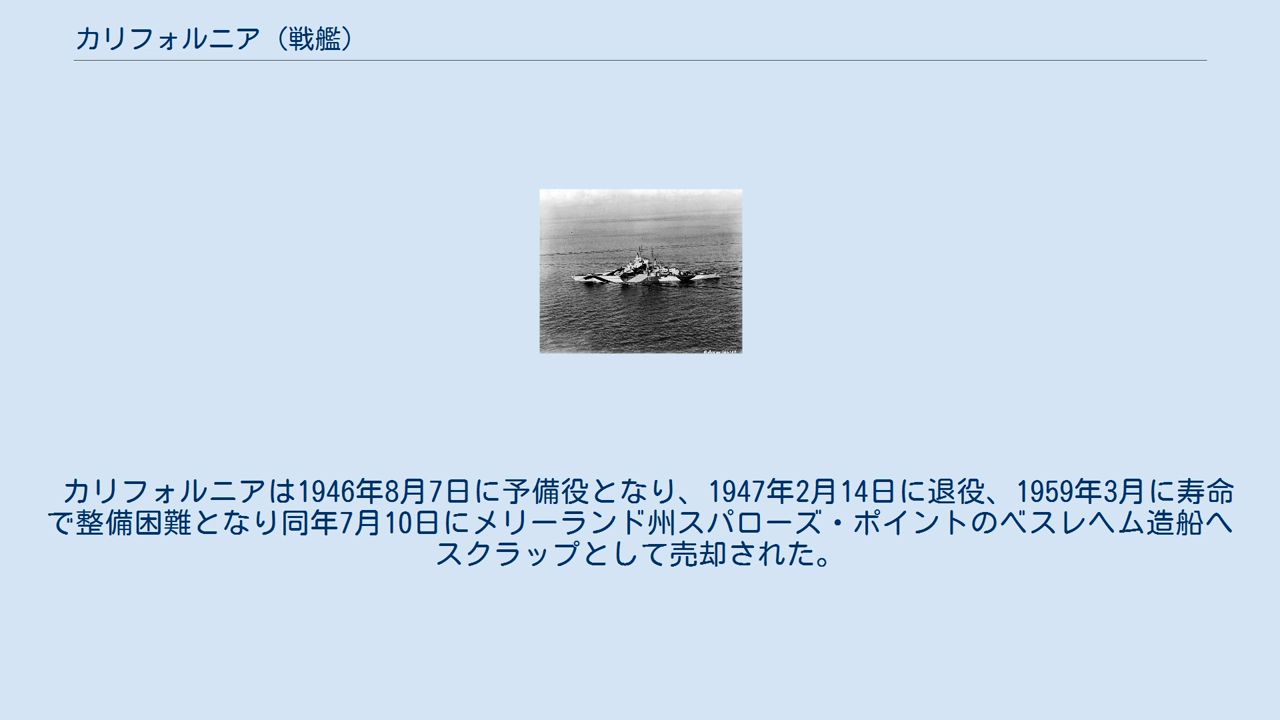 カリフォルニア（戦艦）
カリフォルニアは1946年8月7日に予備役となり、1947年2月14日に退役、1959年3月に寿命
で整備困難となり同年7月10日にメリーランド州スパローズ・ポイントのベスレヘム造船へ
スクラップとして売却された。